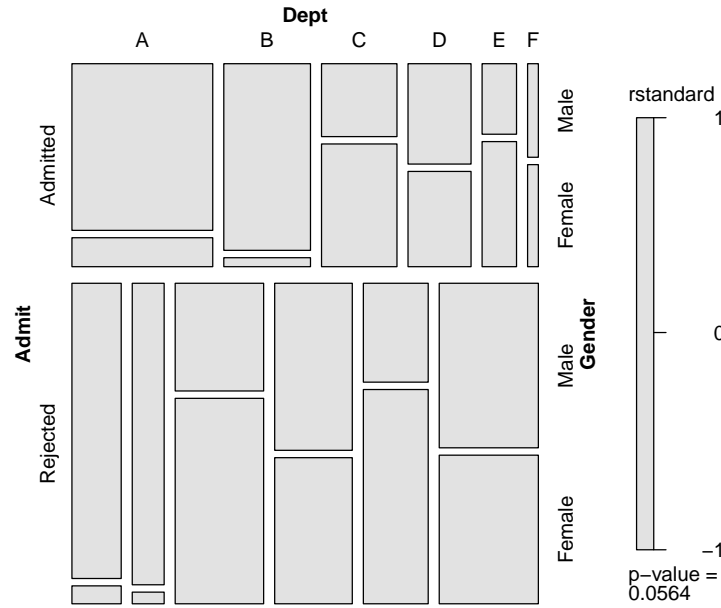 Dept
A B C D E F
Admit
Admitted
Rejected
Male
Female
Male
Female
Gender
rstandard
1
0
−1
p−value =
0.0564